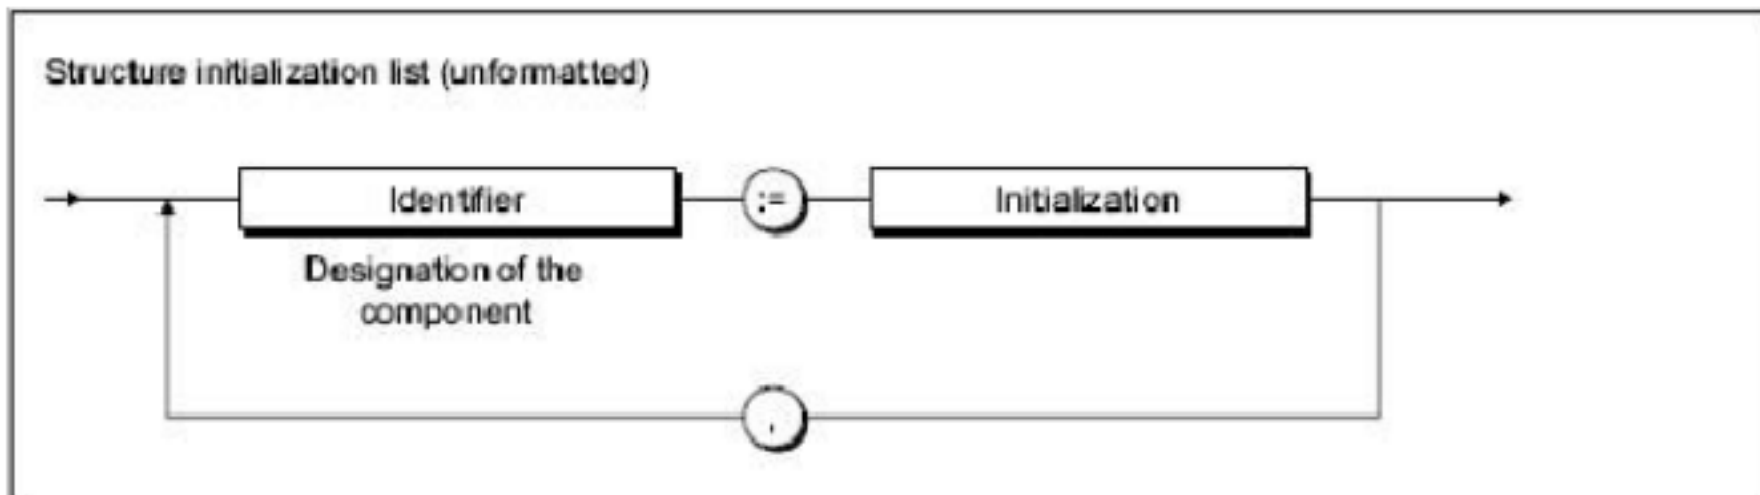 Structure initialization list (unformatted)
Identifier
:=
Initialization
Designation of the
component
,